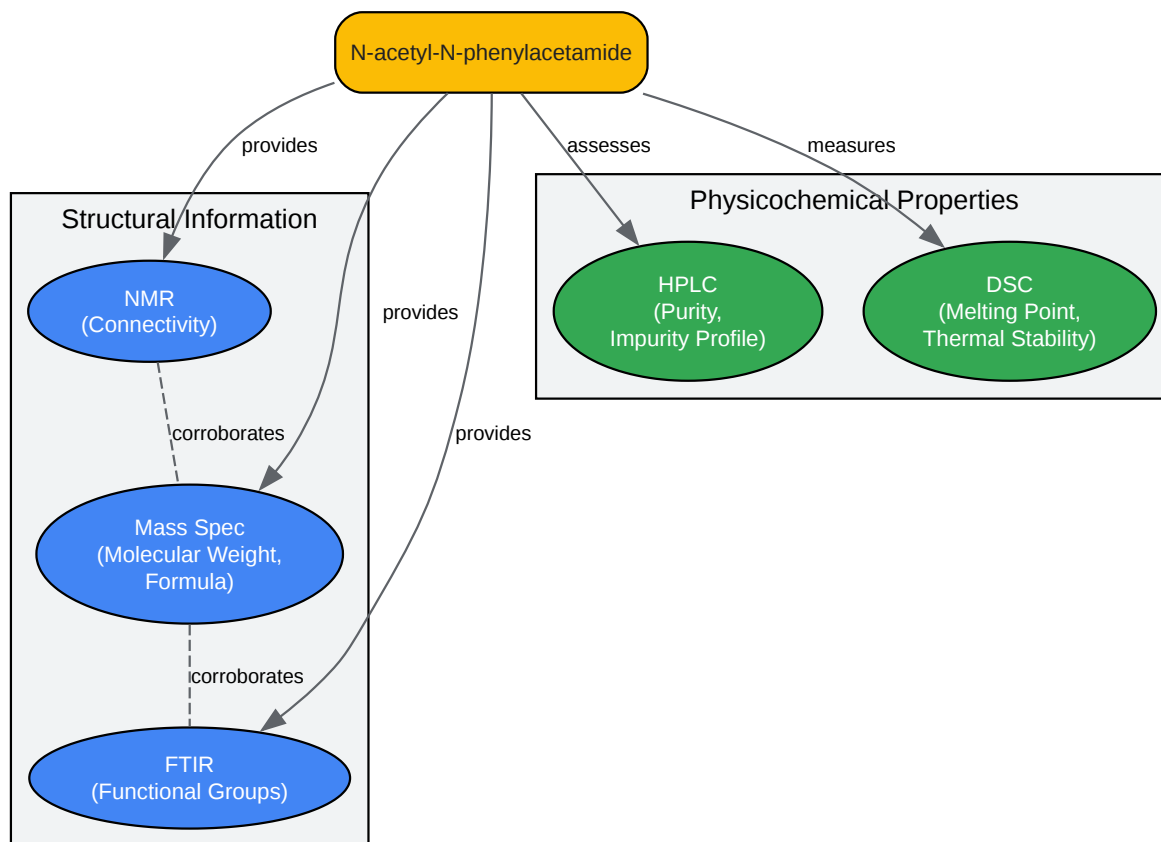 N-acetyl-N-phenylacetamide
provides
assesses
measures
Structural Information
Physicochemical Properties
NMR
(Connectivity)
HPLC
(Purity,
Impurity Profile)
DSC
(Melting Point,
Thermal Stability)
provides
corroborates
provides
Mass Spec
(Molecular Weight,
Formula)
corroborates
FTIR
(Functional Groups)